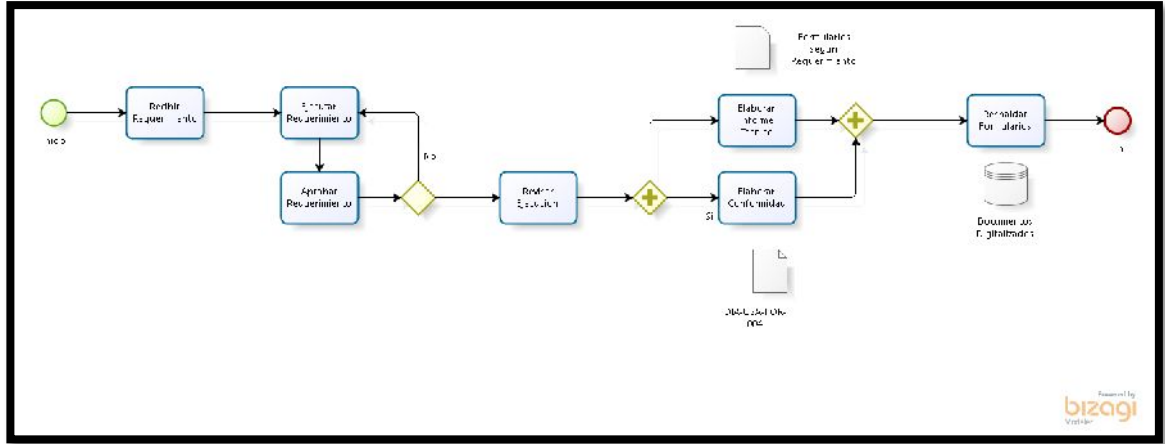 Formularios
según
Requerimiento
Recibir
Requerimiento
Ejecutar
Requerimiento
Elaborar
Informe
Técnico
Respaldar
Formularios
Inicio
No
Aprobar
Requerimiento
Revisar
Ejecución
Elaborar
Conformidad
Si
Documentos
Digitalizados
004
Powered by
bizagi
Modeler